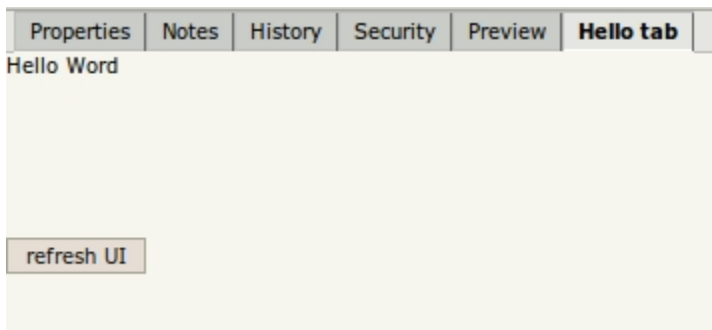 Properties Notes History Security Preview Hello tab
Hello Word
refresh UI